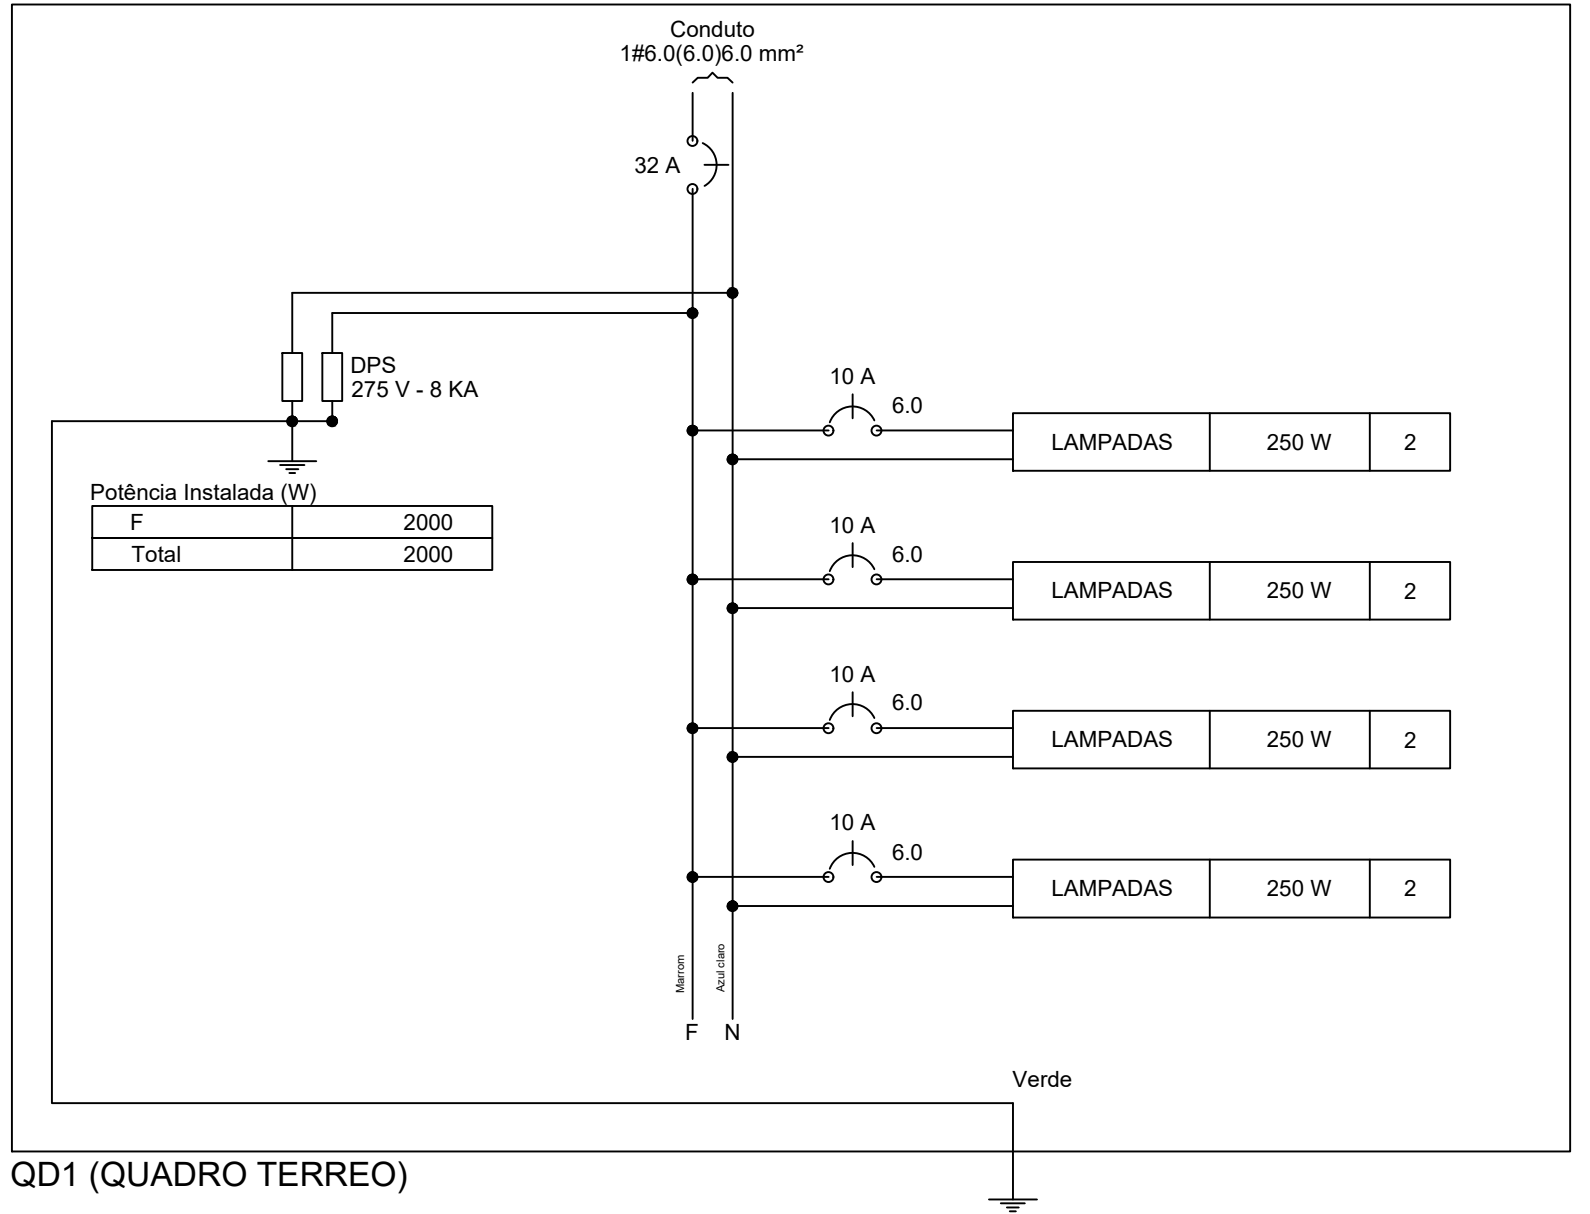 Conduto
1#6.0(6.0)6.0 mm²
32 A
DPS
275 V - 8 KA
Potência Instalada (W)
F 2000
Total 2000
10 A
6.0
LAMPADAS 250 W 2
10 A
6.0
LAMPADAS 250 W 2
10 A
6.0
LAMPADAS 250 W 2
10 A
6.0
LAMPADAS 250 W 2
Marrom
Azul claro
F N
Verde
QD1 (QUADRO TERREO)